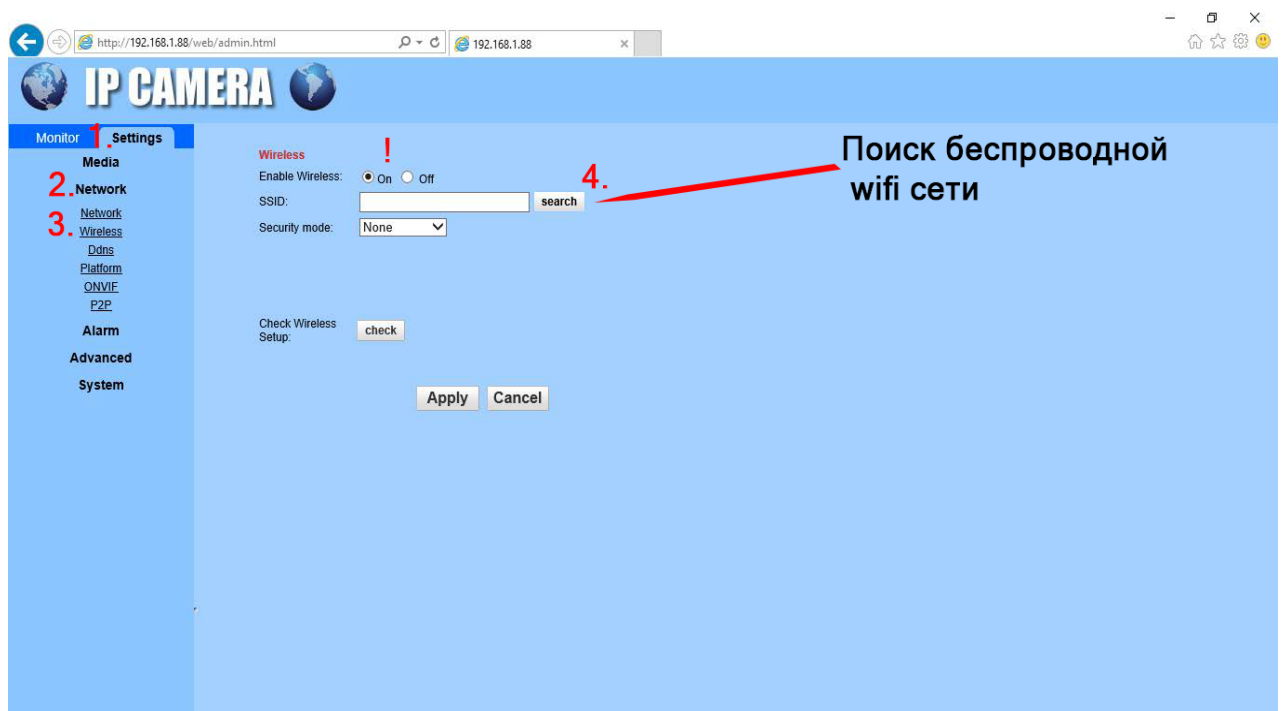 http://192.168.1.88/web/admin.html
192.168.1.88
IP CAMERA
Monitor 1. Settings
Media
2. Network
Network
3. Wireless
Ddns
Platform
ONVIF
P2P
Alarm
Advanced
System
Wireless !
Enable Wireless: On Off
SSID: search 4.
Security mode: None
Check Wireless
Setup: check
Apply Cancel
Поиск беспроводной
wifi сети